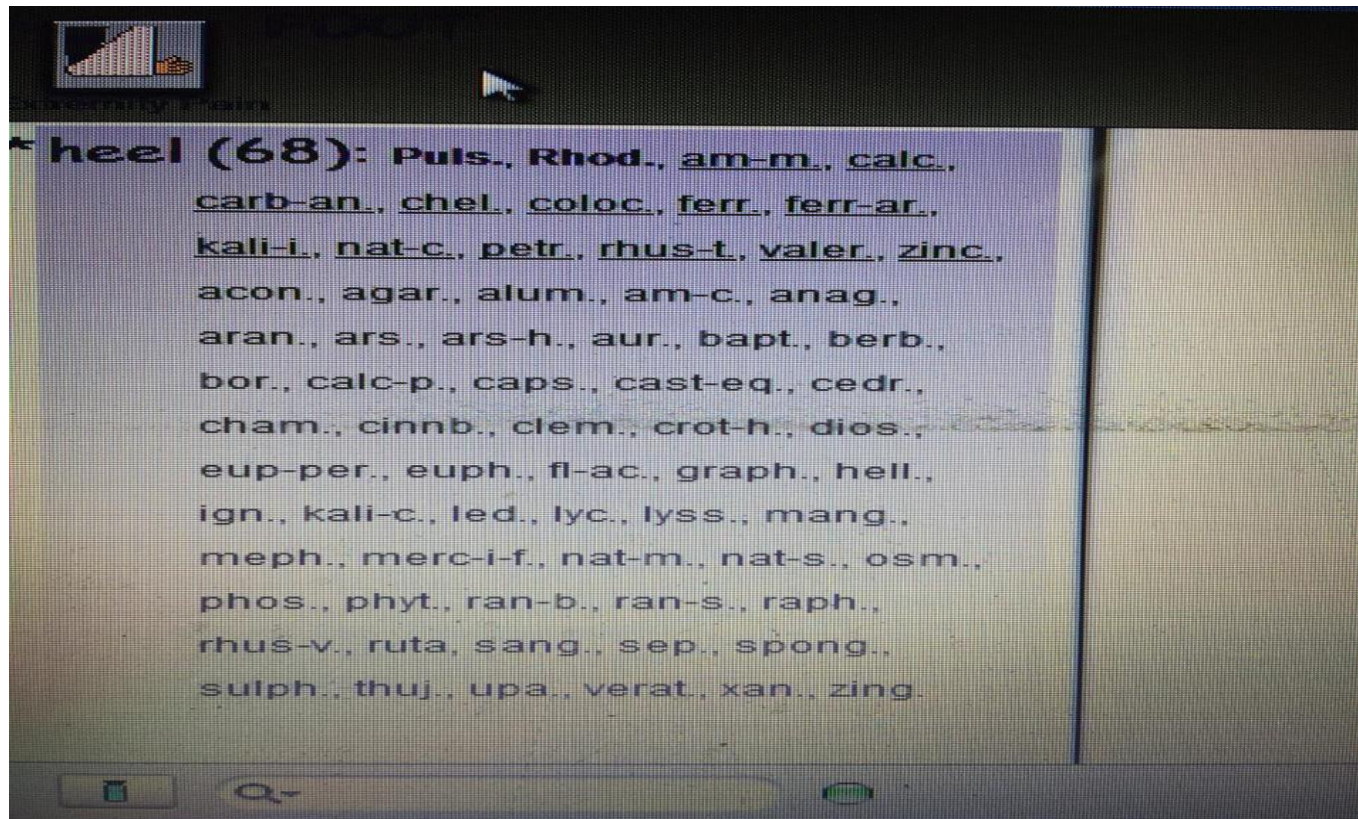 Extremity Pain
* heel (68): Puls., Rhod., am-m., calc.,
carb-an., chel., coloc., ferr., ferr-ar.,
kali-i., nat-c., petr., rhus-t., valer., zinc.,
acon., agar., alum., am-c., anag.,
aran., ars., ars-h., aur., bapt., berb.,
bor., calc-p., caps., cast-eq., cedr.,
cham., cinnb., clem., crot-h., dios.,
eup-per., euph., fl-ac., graph., hell.,
ign., kali-c., led., lyc., lyss., mang.,
meph., merc-i-f., nat-m., nat-s., osm.,
phos., phyt., ran-b., ran-s., raph.,
rhus-v., ruta, sang., sep., spong.,
sulph., thuj., upa., verat., xan., zing.